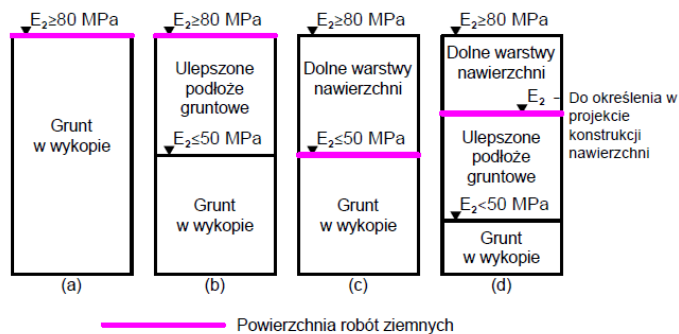 E₂≥80 MPa
Grunt
w wykopie
(a)
E₂≥80 MPa
Ulepszone
podłoże
gruntowe
E₂≤50 MPa
Grunt
w wykopie
(b)
E₂≥80 MPa
Dolne warstwy
nawierzchni
E₂≤50 MPa
Grunt
w wykopie
(c)
E₂≥80 MPa
Dolne warstwy
nawierzchni
E₂ - Do określenia w
projekcie
konstrukcji
nawierzchni
Ulepszone
podłoże
gruntowe
E₂<50 MPa
Grunt
w wykopie
(d)
Powierzchnia robót ziemnych